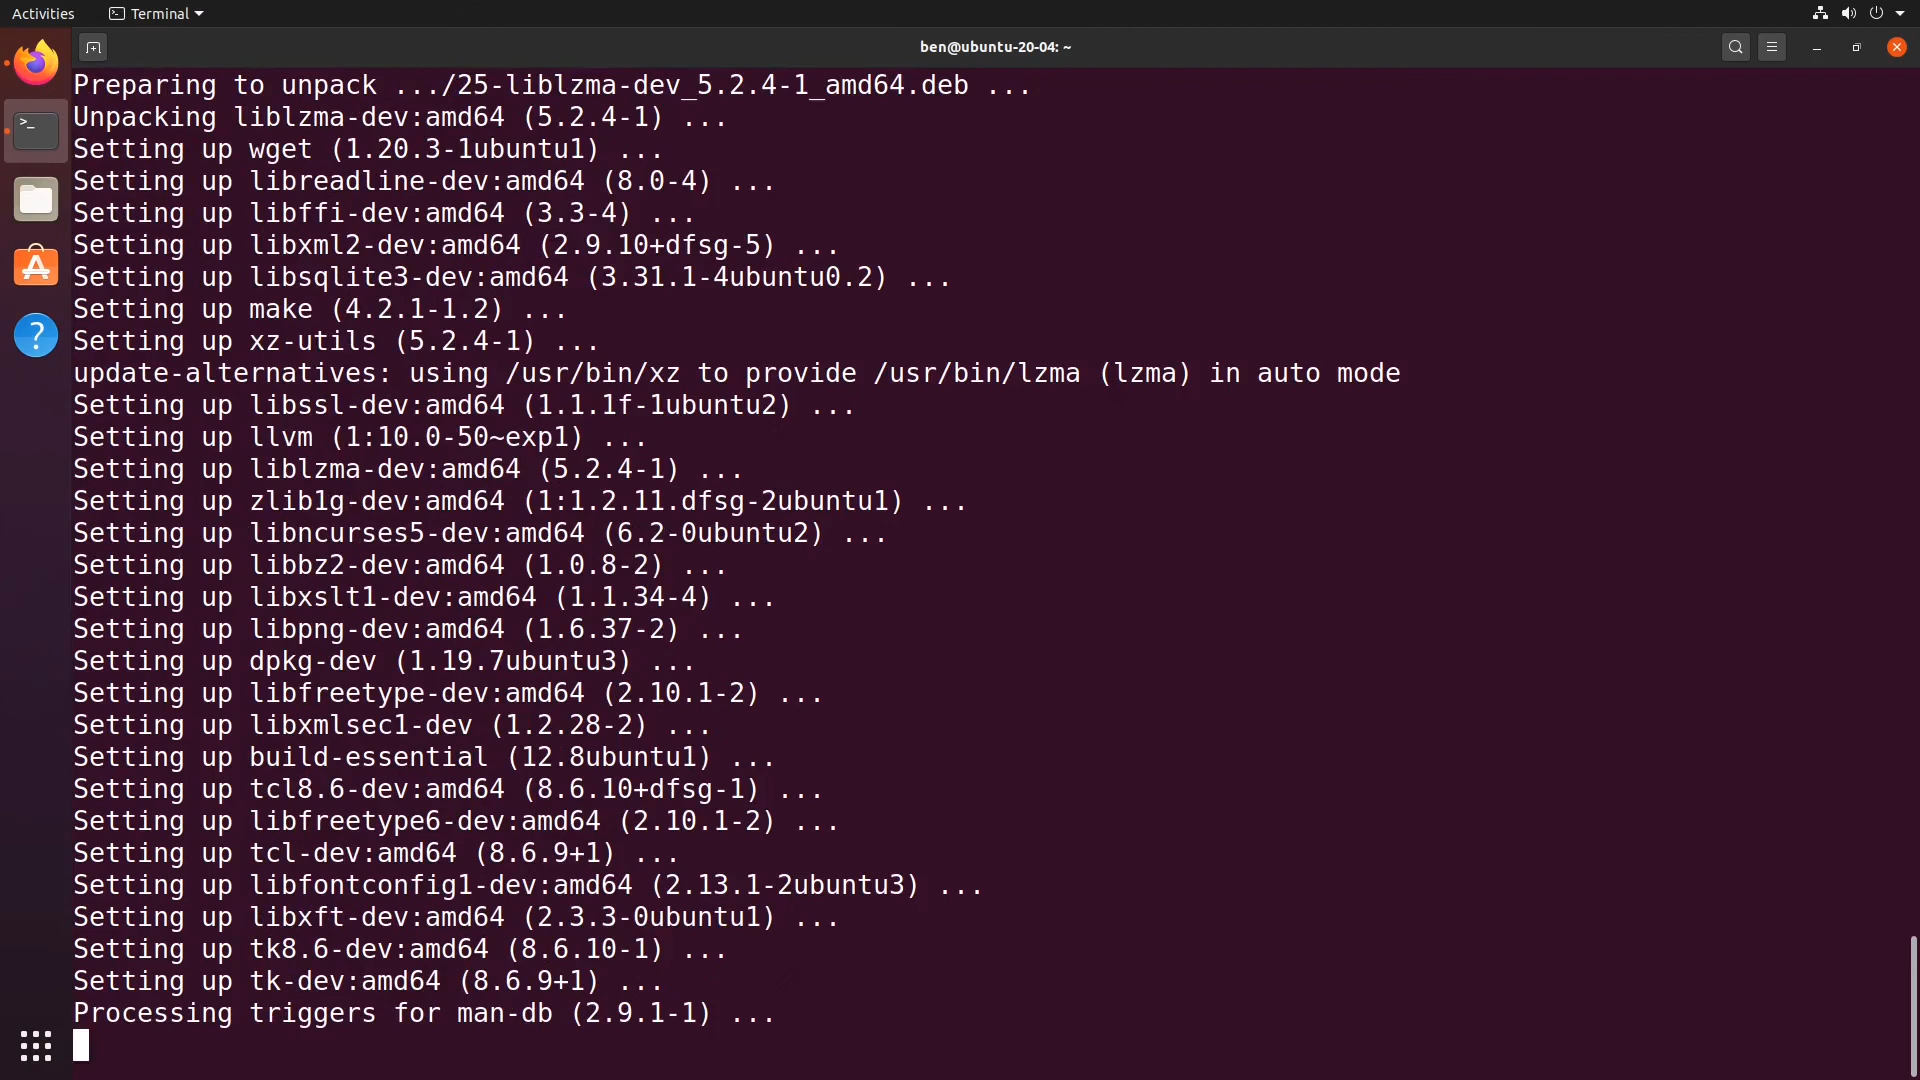 Activities
Terminal
ben@ubuntu-20-04: ~
Preparing to unpack .../25-liblzma-dev_5.2.4-1_amd64.deb ...
Unpacking liblzma-dev:amd64 (5.2.4-1) ...
Setting up wget (1.20.3-1ubuntu1) ...
Setting up libreadline-dev:amd64 (8.0-4) ...
Setting up libffi-dev:amd64 (3.3-4) ...
Setting up libxml2-dev:amd64 (2.9.10+dfsg-5) ...
Setting up libsqlite3-dev:amd64 (3.31.1-4ubuntu0.2) ...
Setting up make (4.2.1-1.2) ...
Setting up xz-utils (5.2.4-1) ...
update-alternatives: using /usr/bin/xz to provide /usr/bin/lzma (lzma) in auto mode
Setting up libssl-dev:amd64 (1.1.1f-1ubuntu2) ...
Setting up llvm (1:10.0-50~exp1) ...
Setting up liblzma-dev:amd64 (5.2.4-1) ...
Setting up zlib1g-dev:amd64 (1:1.2.11.dfsg-2ubuntu1) ...
Setting up libncurses5-dev:amd64 (6.2-0ubuntu2) ...
Setting up libbz2-dev:amd64 (1.0.8-2) ...
Setting up libxslt1-dev:amd64 (1.1.34-4) ...
Setting up libpng-dev:amd64 (1.6.37-2) ...
Setting up dpkg-dev (1.19.7ubuntu3) ...
Setting up libfreetype-dev:amd64 (2.10.1-2) ...
Setting up libxmlsec1-dev (1.2.28-2) ...
Setting up build-essential (12.8ubuntu1) ...
Setting up tcl8.6-dev:amd64 (8.6.10+dfsg-1) ...
Setting up libfreetype6-dev:amd64 (2.10.1-2) ...
Setting up tcl-dev:amd64 (8.6.9+1) ...
Setting up libfontconfig1-dev:amd64 (2.13.1-2ubuntu3) ...
Setting up libxft-dev:amd64 (2.3.3-0ubuntu1) ...
Setting up tk8.6-dev:amd64 (8.6.10-1) ...
Setting up tk-dev:amd64 (8.6.9+1) ...
Processing triggers for man-db (2.9.1-1) ...